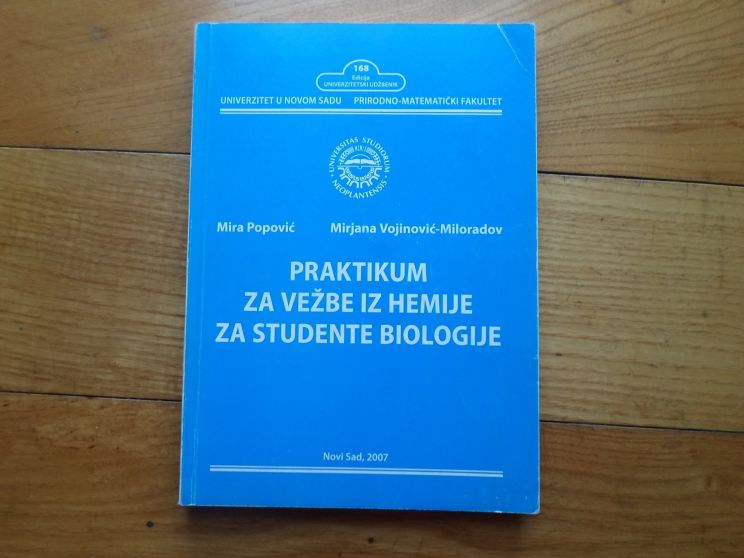 168
Edicija
UNIVERZITETSKI UDŽBENIK
UNIVERZITET U NOVOM SADU PRIRODNO-MATEMATIČKI FAKULTET
UNIVERSITAS STUDIORUM
NEOPLANTENSIS
Mira Popović Mirjana Vojinović-Miloradov
PRAKTIKUM
ZA VEŽBE IZ HEMIJE
ZA STUDENTE BIOLOGIJE
Novi Sad, 2007